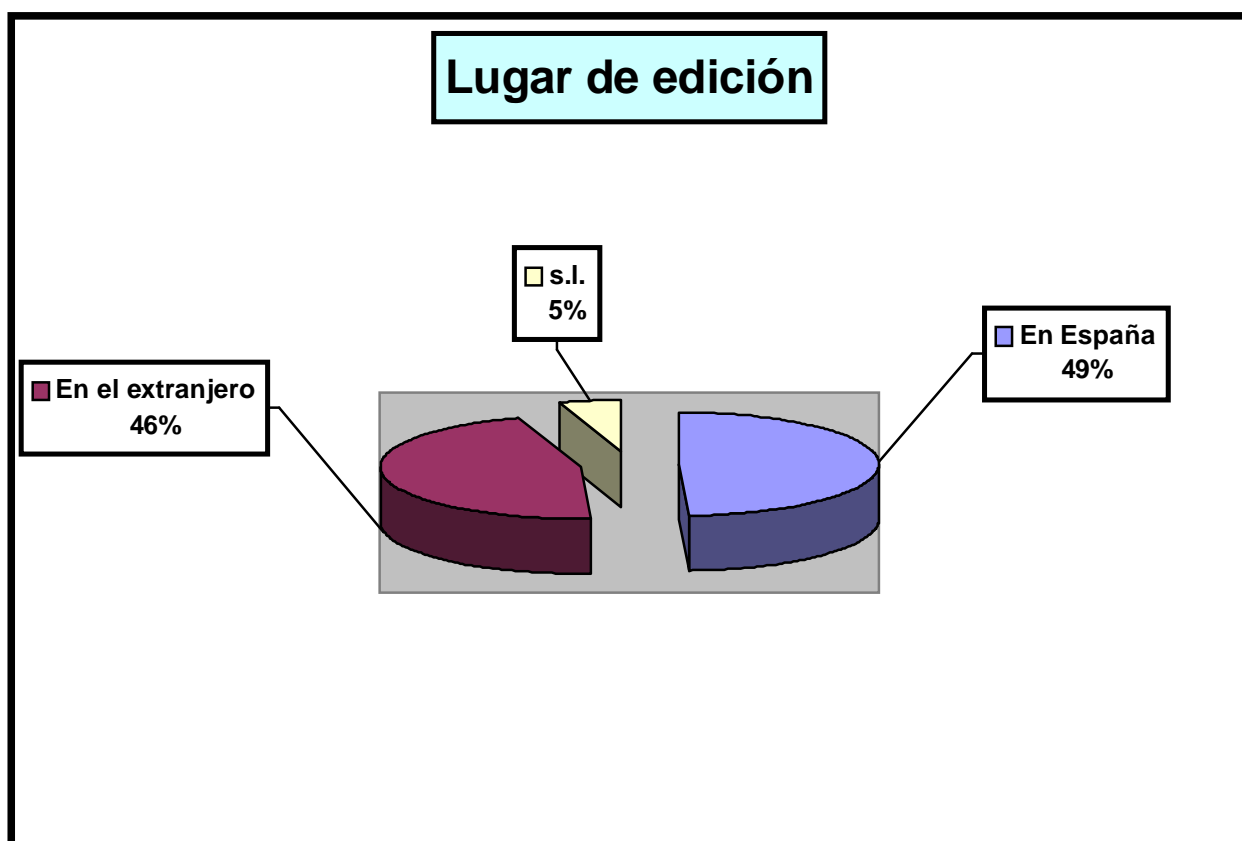 Lugar de edición
s.l.
5%
En España
49%
En el extranjero
46%